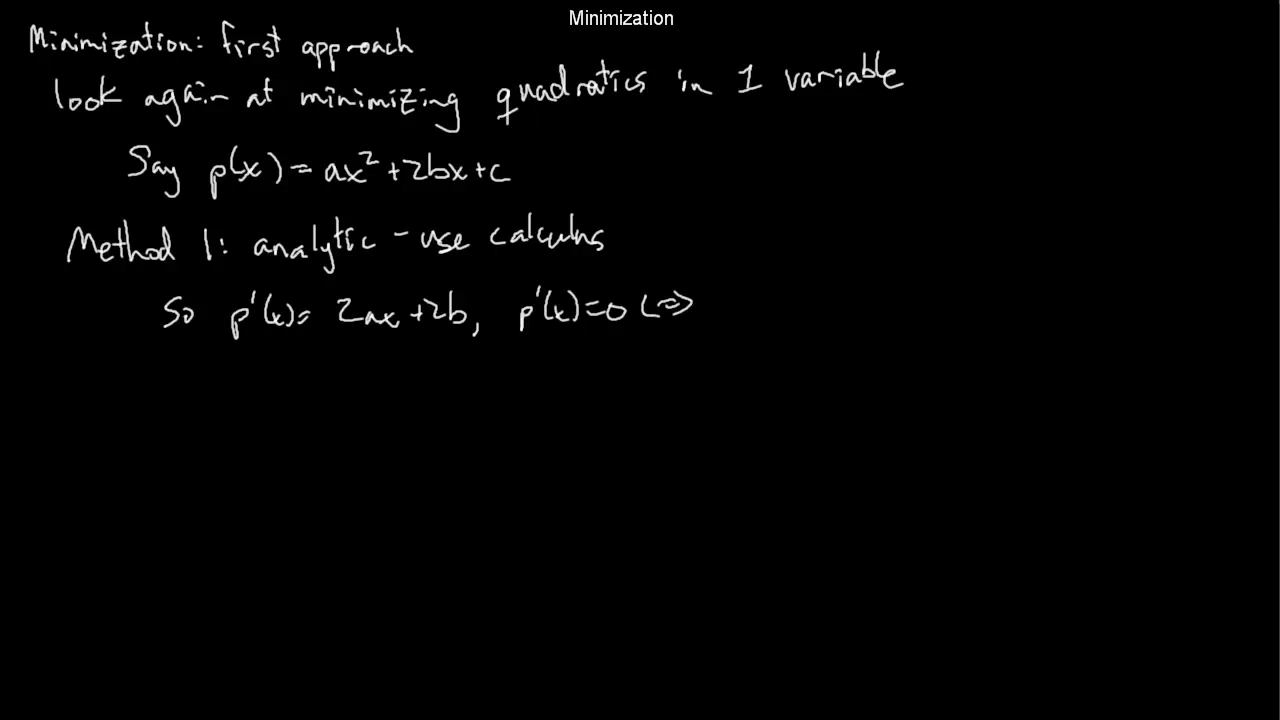 Minimization
Minimization: first approach
look again at minimizing quadratics in 1 variable
Say p(x) = ax² + 2bx + c
Method 1: analytic - use calculus
So p'(x) = 2ax + 2b, p'(x) = 0 <=>